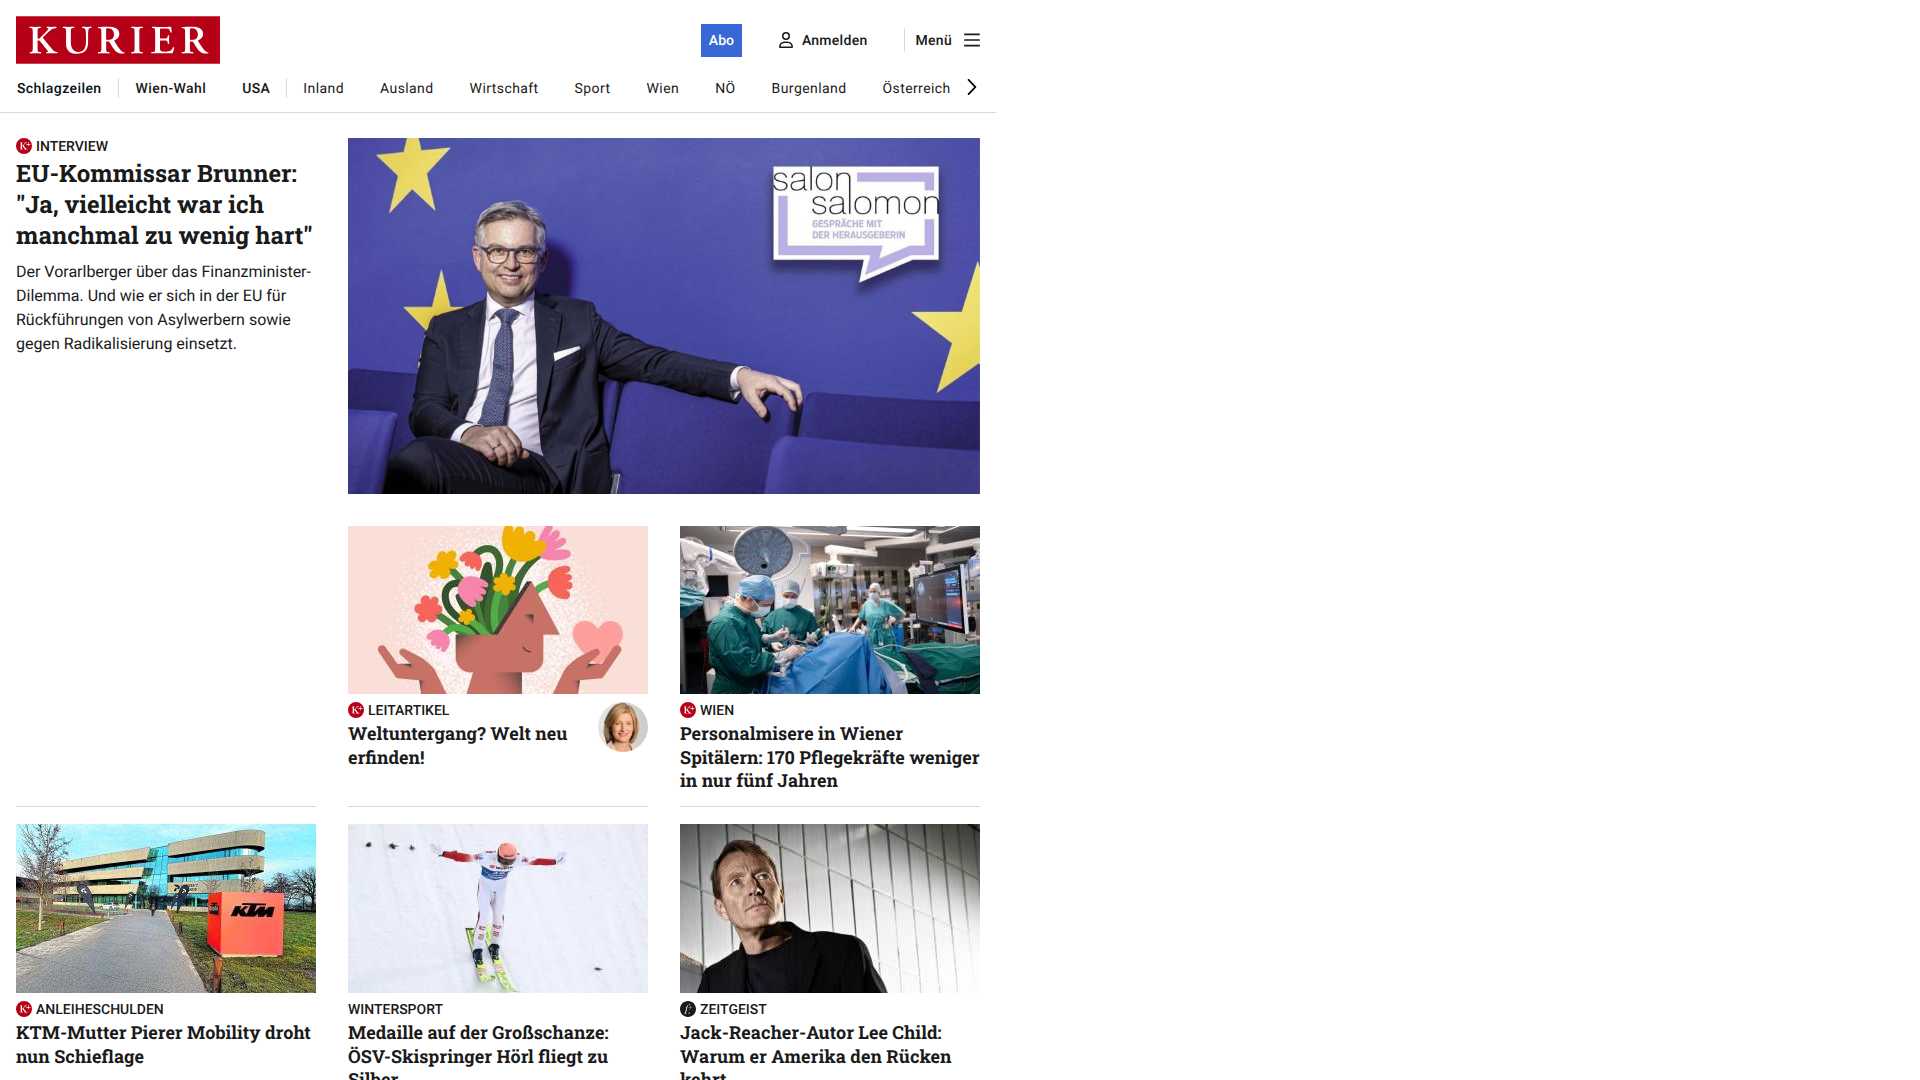 KURIER
Abo
Anmelden
Menü
Schlagzeilen
Wien-Wahl
USA
Inland
Ausland
Wirtschaft
Sport
Wien
NÖ
Burgenland
Österreich
INTERVIEW
EU-Kommissar Brunner:
"Ja, vielleicht war ich
manchmal zu wenig hart"
Der Vorarlberger über das Finanzminister-
Dilemma. Und wie er sich in der EU für
Rückführungen von Asylwerbern sowie
gegen Radikalisierung einsetzt.
salon
salomon
GESPRÄCHE MIT
DER HERAUSGEBERIN
LEITARTIKEL
Weltuntergang? Welt neu
erfinden!
WIEN
Personalmisere in Wiener
Spitälern: 170 Pflegekräfte weniger
in nur fünf Jahren
KTM
ANLEIHESCHULDEN
KTM-Mutter Pierer Mobility droht
nun Schieflage
WINTERSPORT
Medaille auf der Großschanze:
ÖSV-Skispringer Hörl fliegt zu
Silber
ZEITGEIST
Jack-Reacher-Autor Lee Child:
Warum er Amerika den Rücken
kehrt